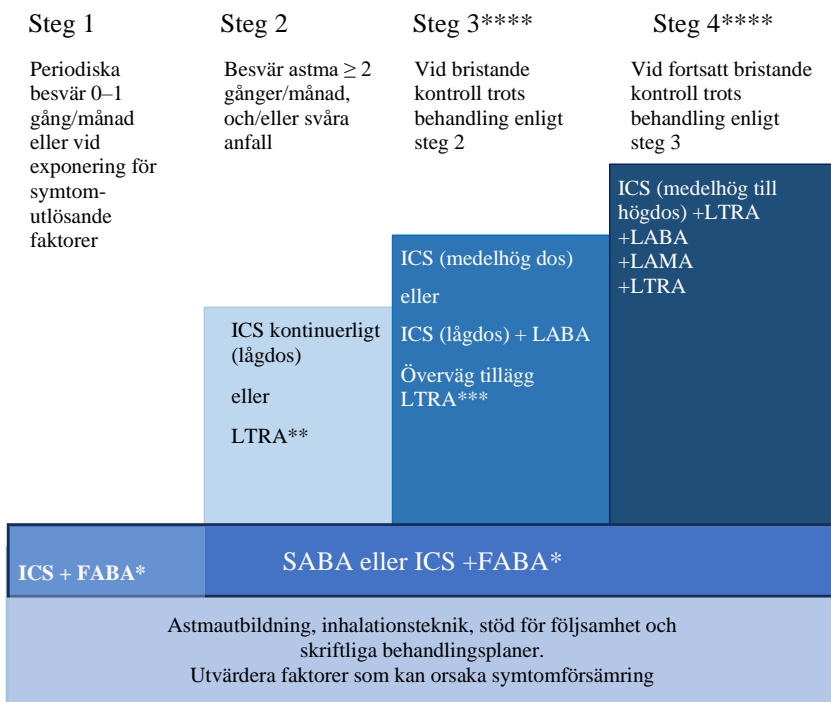 Steg 1
Periodiska
besvär 0–1
gång/månad
eller vid
exponering för
symtom-
utlösande
faktorer
Steg 2
Besvär astma ≥ 2
gånger/månad,
och/eller svåra
anfall
Steg 3****
Vid bristande
kontroll trots
behandling enligt
steg 2
Steg 4****
Vid fortsatt bristande
kontroll trots
behandling enligt
steg 3
ICS kontinuerligt
(lågdos)
eller
LTRA**
ICS (medelhög dos)
eller
ICS (lågdos) + LABA
Överväg tillägg
LTRA***
ICS (medelhög till
högdos) +LTRA
+LABA
+LAMA
+LTRA
ICS + FABA*
SABA eller ICS +FABA*
Astmautbildning, inhalationsteknik, stöd för följsamhet och
skriftliga behandlingsplaner.
Utvärdera faktorer som kan orsaka symtomförsämring